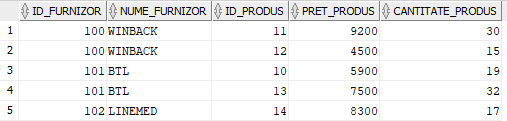 ID_FURNIZOR NUME_FURNIZOR ID_PRODUS PRET_PRODUS CANTITATE_PRODUS
1 100 WINBACK 11 9200 30
2 100 WINBACK 12 4500 15
3 101 BTL 10 5900 19
4 101 BTL 13 7500 32
5 102 LINEMED 14 8300 17